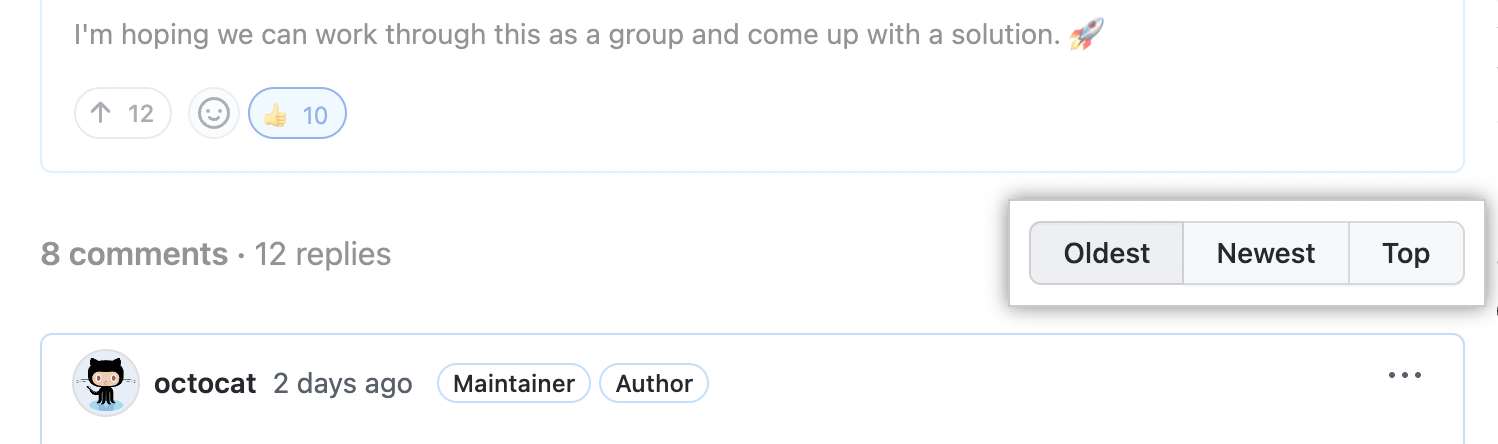 I'm hoping we can work through this as a group and come up with a solution. 🚀
12 👍 10
8 comments · 12 replies
Oldest Newest Top
octocat 2 days ago Maintainer Author